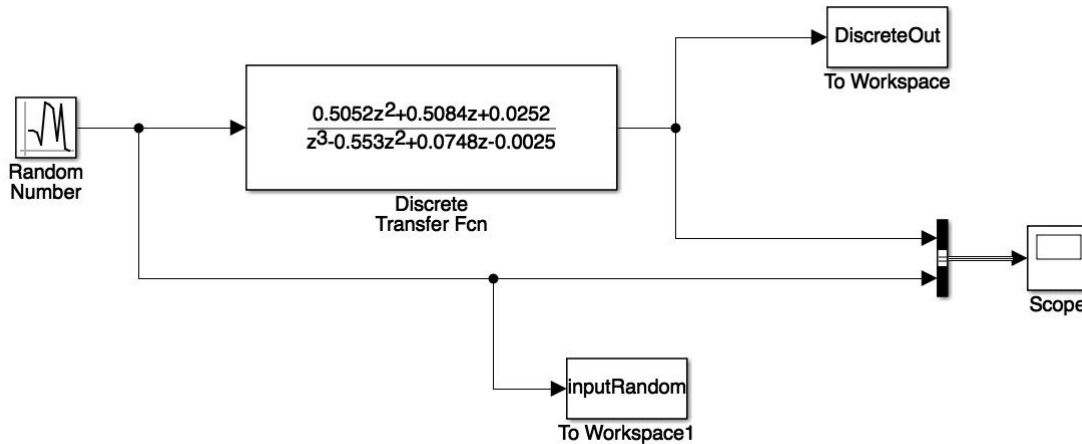 DiscreteOut
To Workspace
0.5052z2+0.5084z+0.0252
z3-0.553z2+0.0748z-0.0025
Random
Number
Discrete
Transfer Fcn
Scope
inputRandom
To Workspace1